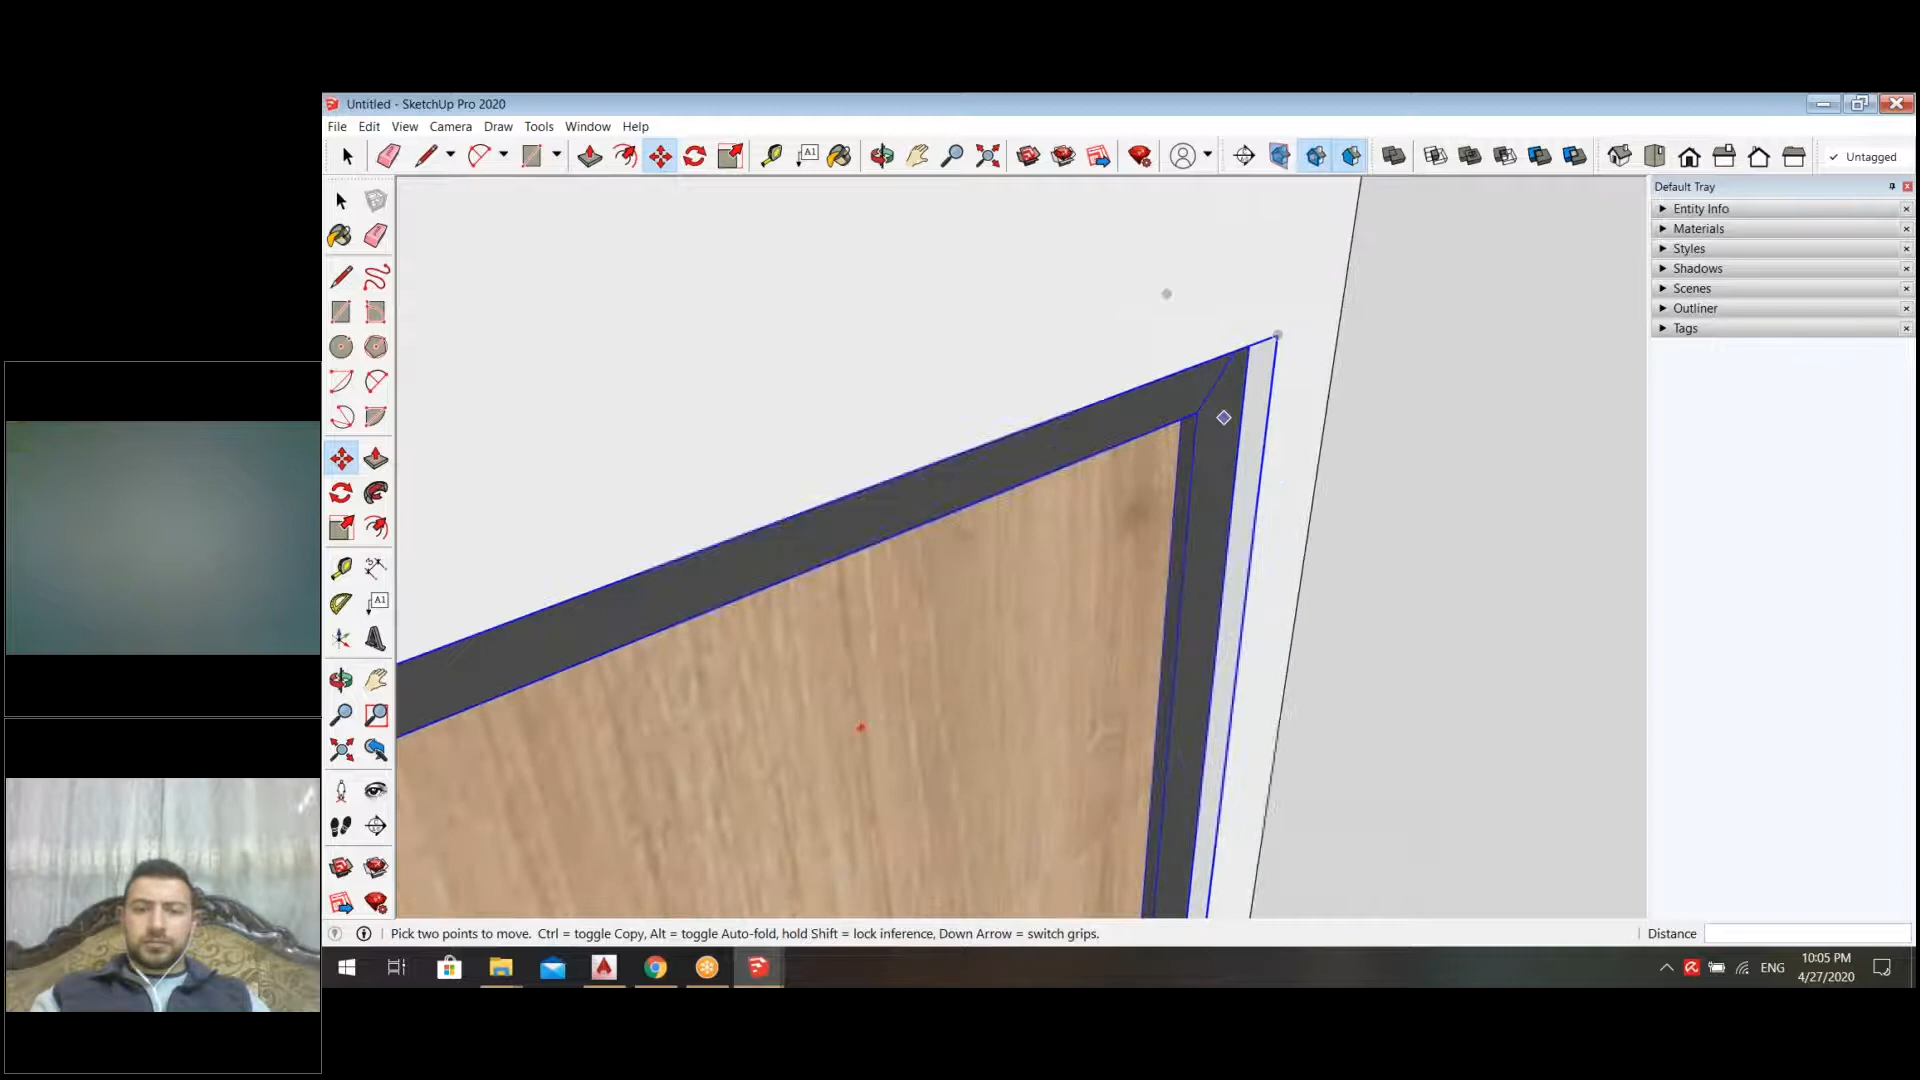 Untitled - SketchUp Pro 2020
File Edit View Camera Draw Tools Window Help
A1
Untagged
Default Tray
Entity Info
Materials
Styles
Shadows
Scenes
Outliner
Tags
A1
Pick two points to move. Ctrl = toggle Copy, Alt = toggle Auto-fold, hold Shift = lock inference, Down Arrow = switch grips.
Distance
ENG
10:05 PM
4/27/2020